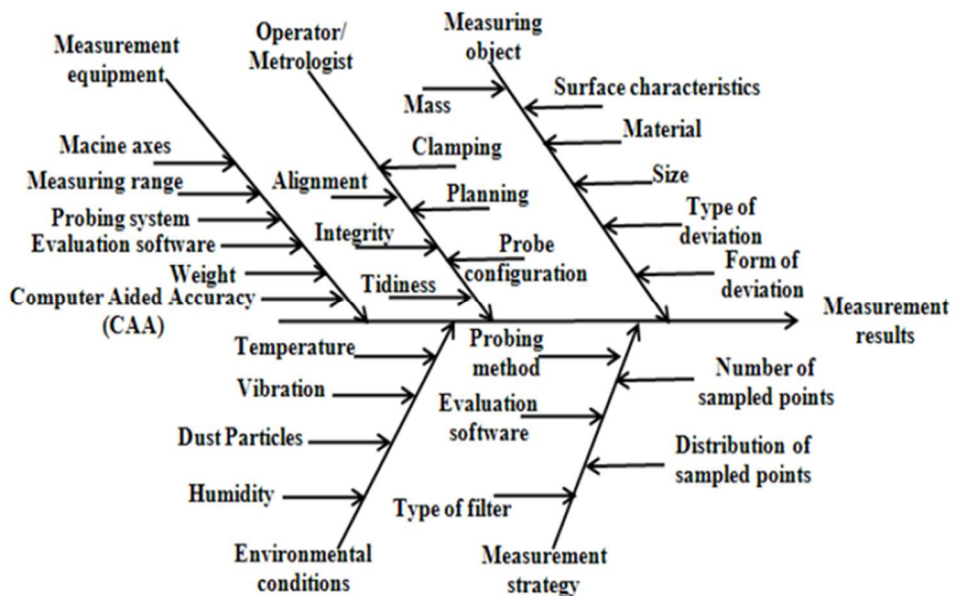 Measurement
equipment
Operator/
Metrologist
Measuring
object
Macine axes
Measuring range
Probing system
Evaluation software
Weight
Computer Aided Accuracy
(CAA)
Alignment
Integrity
Tidiness
Clamping
Planning
Probe
configuration
Mass
Surface characteristics
Material
Size
Type of
deviation
Form of
deviation
Measurement
results
Temperature
Vibration
Dust Particles
Humidity
Environmental
conditions
Probing
method
Evaluation
software
Type of filter
Number of
sampled points
Distribution of
sampled points
Measurement
strategy